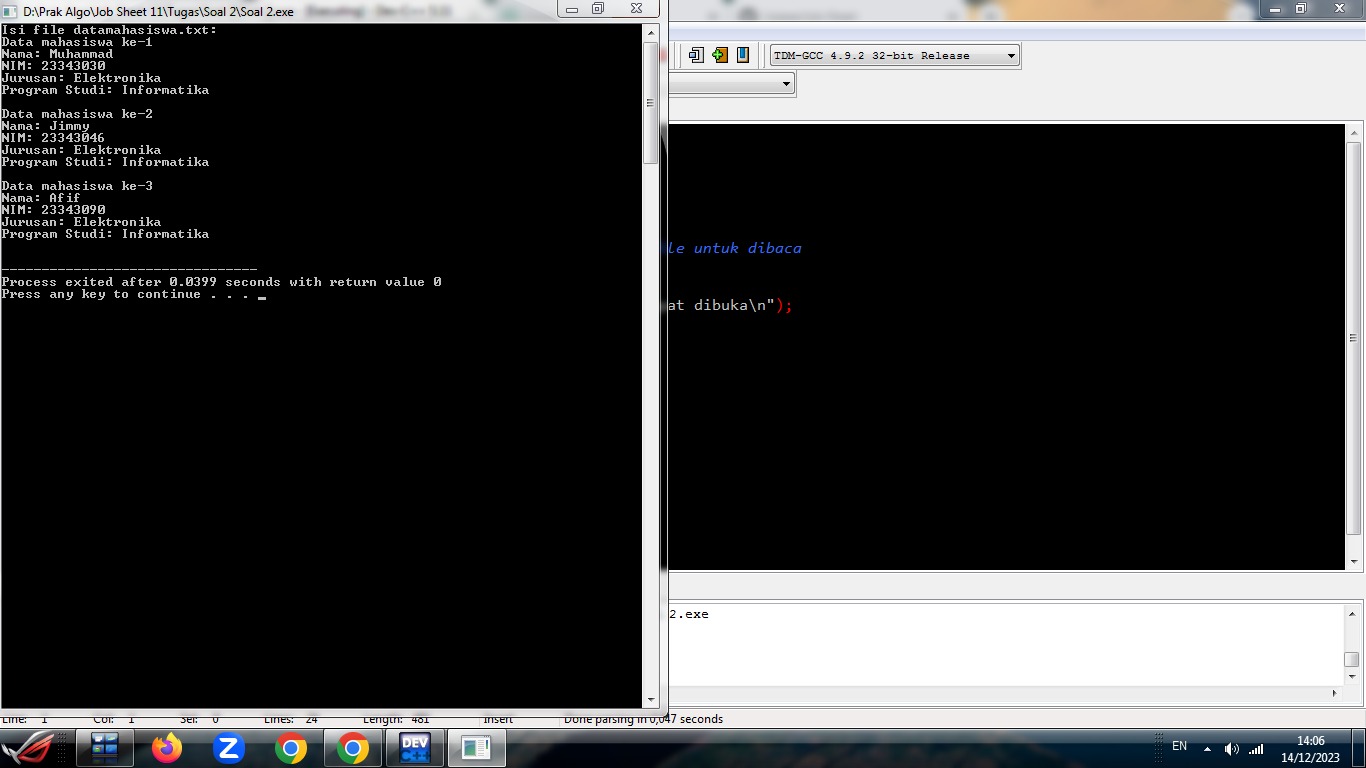 D:\Prak Algo\Job Sheet 11\Tugas\Soal 2\Soal 2.exe
Isi file datamahasiswa.txt:
Data mahasiswa ke-1
Nama: Muhammad
NIM: 23343030
Jurusan: Elektronika
Program Studi: Informatika
Data mahasiswa ke-2
Nama: Jimmy
NIM: 23343046
Jurusan: Elektronika
Program Studi: Informatika
Data mahasiswa ke-3
Nama: Afif
NIM: 23343090
Jurusan: Elektronika
Program Studi: Informatika
--------------------------------
Process exited after 0.0399 seconds with return value 0
Press any key to continue . . .
TDM-GCC 4.9.2 32-bit Release
le untuk dibaca
at dibuka\n");
2.exe
Line: 1 Col: 1 Sel: 0 Lines: 24 Length: 481 Insert Done parsing in 0,047 seconds
Z
DEV
C++
EN
14:06
14/12/2023